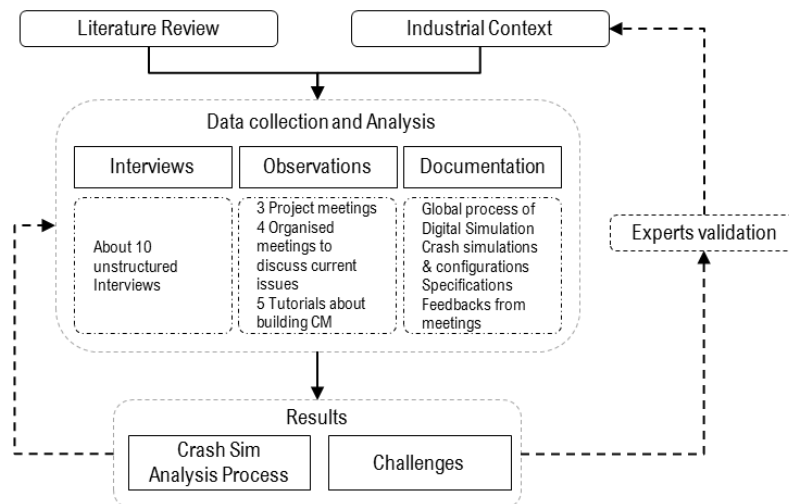 Literature Review
Industrial Context
Data collection and Analysis
Interviews
Observations
Documentation
About 10
unstructured
Interviews
3 Project meetings
4 Organised
meetings to
discuss current
issues
5 Tutorials about
building CM
Global process of
Digital Simulation
Crash simulations
& configurations
Specifications
Feedbacks from
meetings
Experts validation
Results
Crash Sim
Analysis Process
Challenges